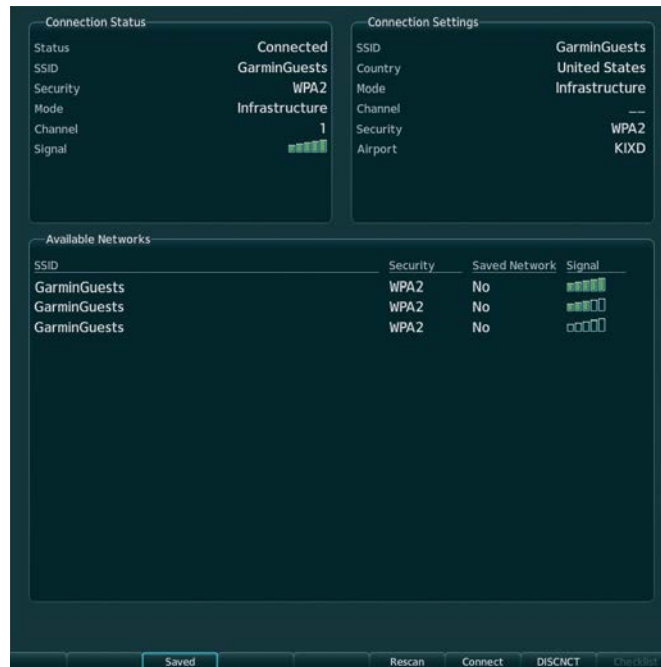 Connection Status
Status Connected
SSID GarminGuests
Security WPA2
Mode Infrastructure
Channel 1
Signal
Connection Settings
SSID GarminGuests
Country United States
Mode Infrastructure
Channel __
Security WPA2
Airport KIXD
Available Networks
SSID Security Saved Network Signal
GarminGuests WPA2 No
GarminGuests WPA2 No
GarminGuests WPA2 No
Saved Rescan Connect DISCNCT Checklist